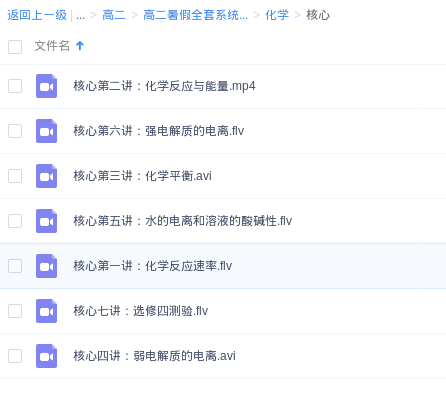 返回上一级 | ... > 高二 > 高二暑假全套系统... > 化学 > 核心
文件名
核心第二讲：化学反应与能量.mp4
核心第六讲：强电解质的电离.flv
核心第三讲：化学平衡.avi
核心第五讲：水的电离和溶液的酸碱性.flv
核心第一讲：化学反应速率.flv
核心七讲：选修四测验.flv
核心四讲：弱电解质的电离.avi